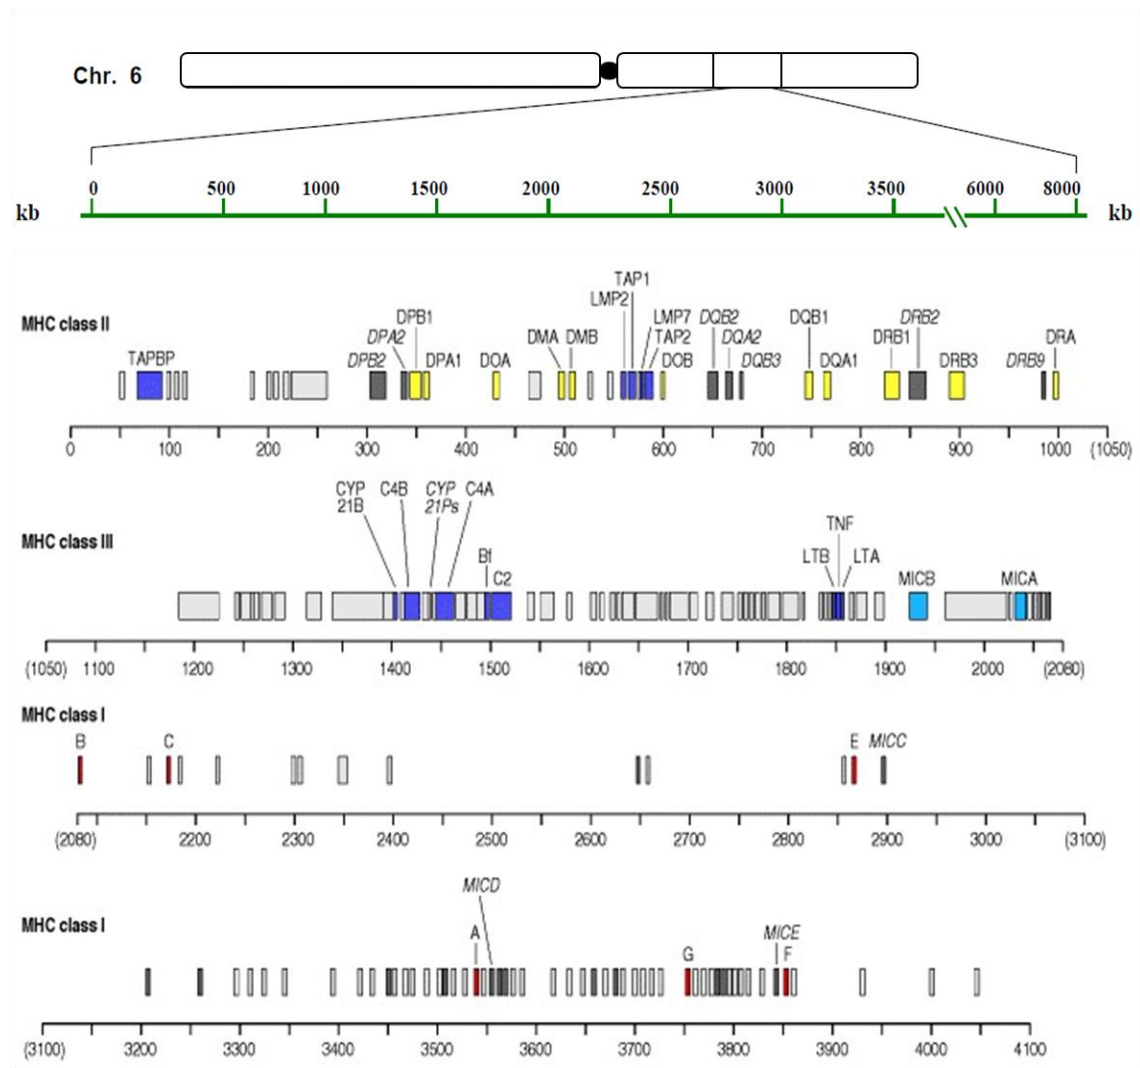 Chr. 6
0 500 1000 1500 2000 2500 3000 3500 6000 8000
kb kb
TAP1
LMP2
MHC class II
DPB1 LMP7 DQB2 DQB1 DRB2
DPA2 DMA DMB TAP2 DQA2 DRB1 DRA
TAPBP DPB2 DPA1 DOA DOB DQB3 DQA1 DRB3 DRB9
0 100 200 300 400 500 600 700 800 900 1000 (1050)
CYP C4B CYP C4A
21B 21Ps
TNF
MHC class III
Bf LTB LTA
C2 MICB MICA
(1050) 1100 1200 1300 1400 1500 1600 1700 1800 1900 2000 (2080)
MHC class I
B C E MICC
(2080) 2200 2300 2400 2500 2600 2700 2800 2900 3000 (3100)
MICD
MHC class I
A MICE
G F
(3100) 3200 3300 3400 3500 3600 3700 3800 3900 4000 4100